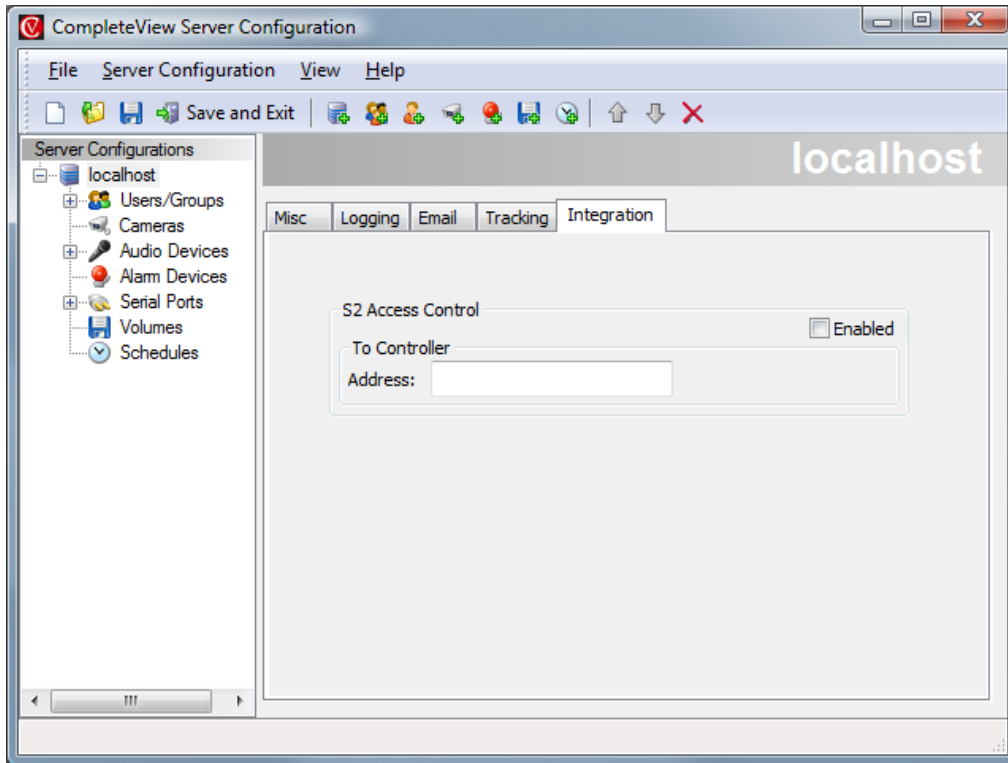 CompleteView Server Configuration
File Server Configuration View Help
Save and Exit
Server Configurations
localhost
localhost
Users/Groups
Cameras
Audio Devices
Alarm Devices
Serial Ports
Volumes
Schedules
Misc Logging Email Tracking Integration
S2 Access Control
Enabled
To Controller
Address: